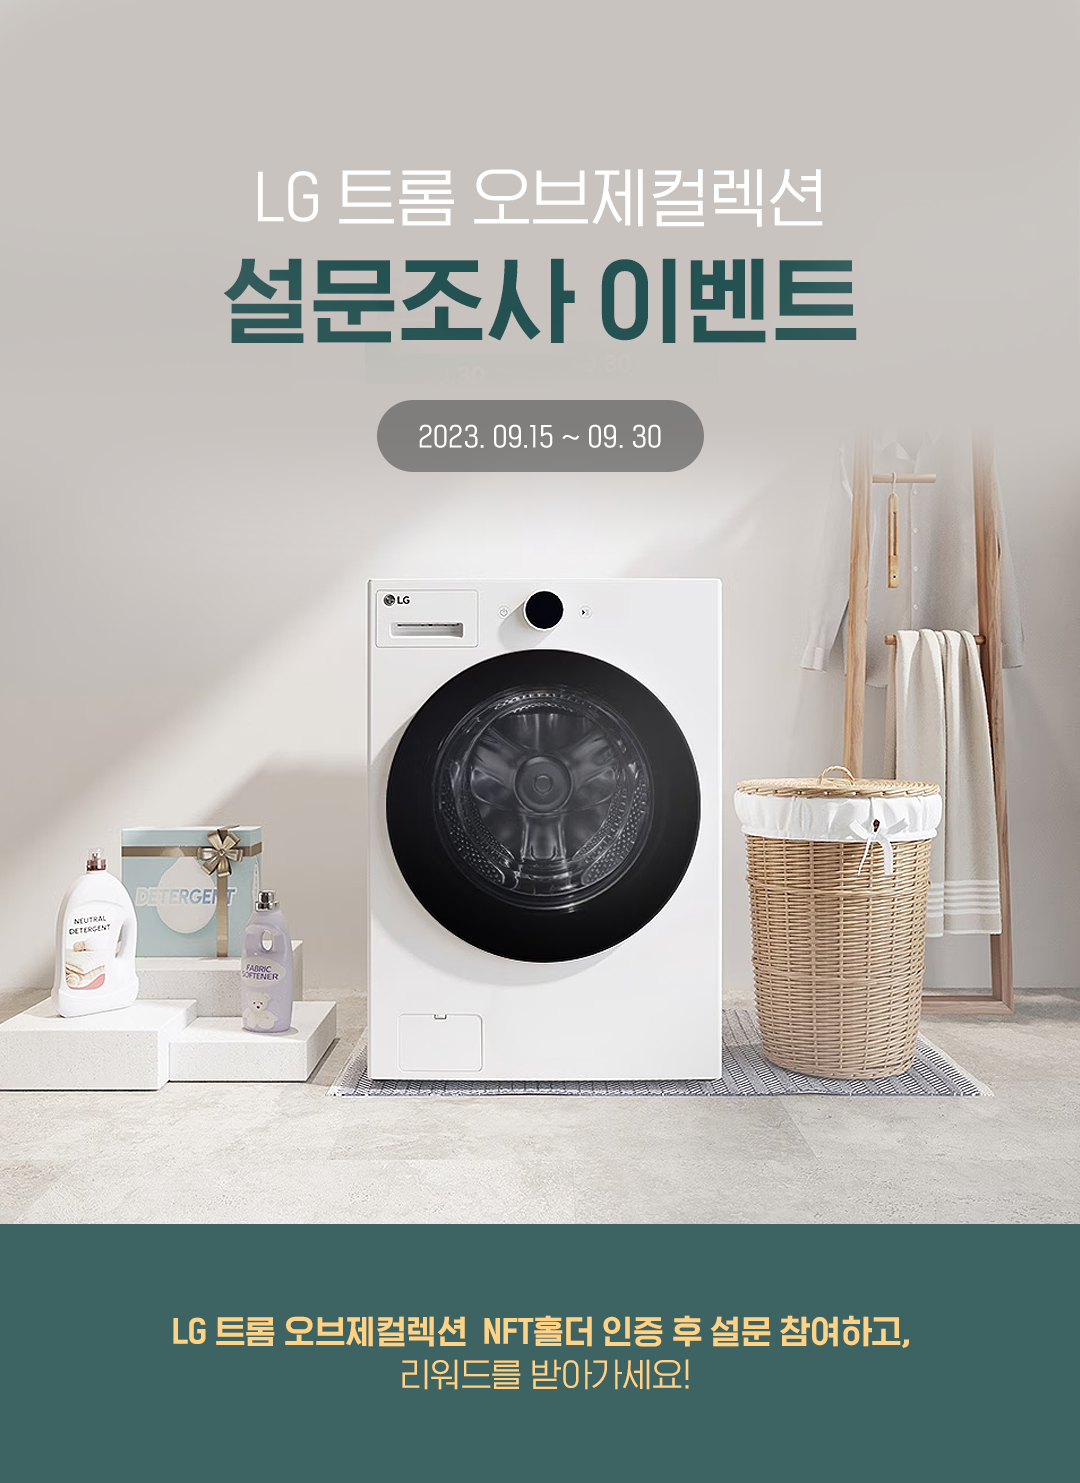 LG 트롬 오브제컬렉션
설문조사 이벤트
2023. 09.15 ~ 09. 30
LG
DETERGENT
NEUTRAL
DETERGENT
FABRIC
SOFTENER
LG 트롬 오브제컬렉션 NFT홀더 인증 후 설문 참여하고,
리워드를 받아가세요!